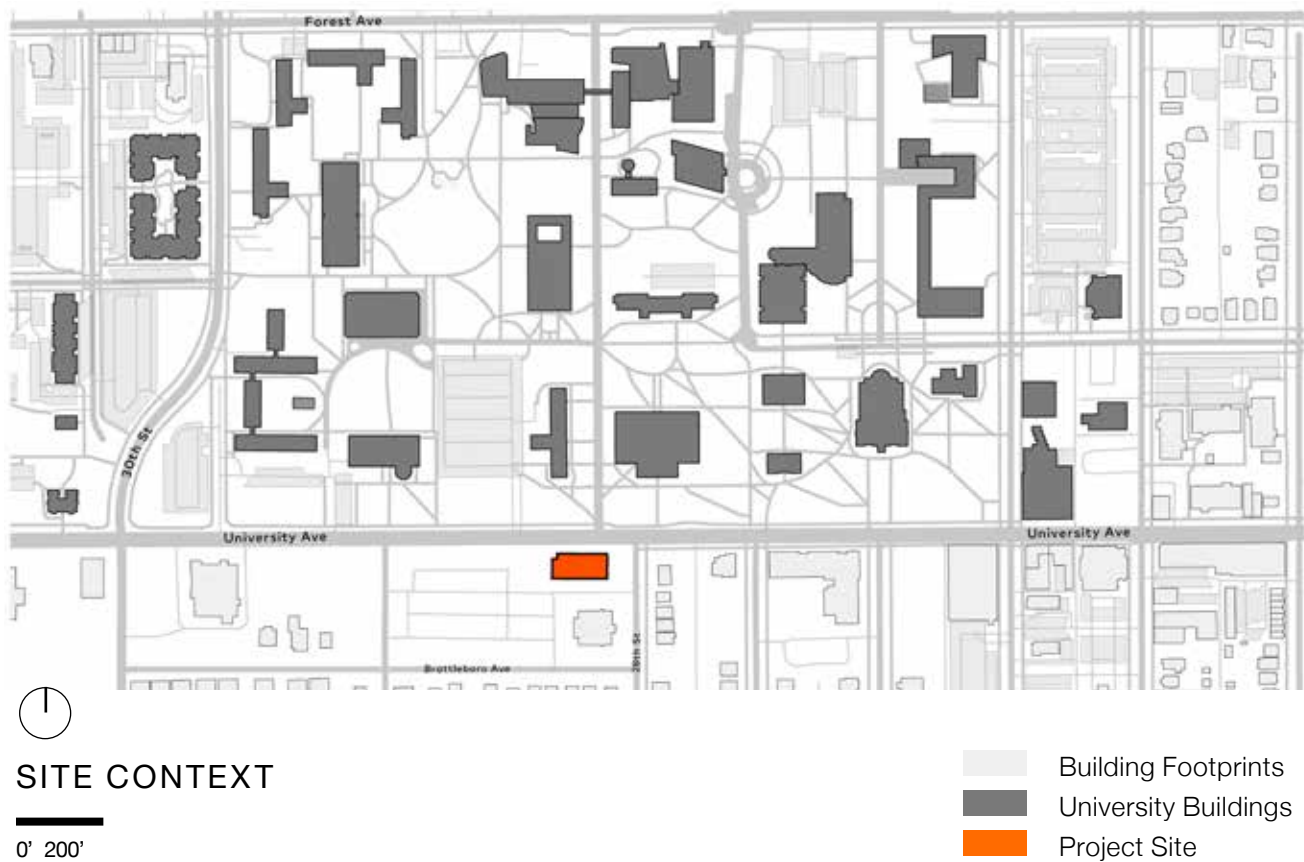 Forest Ave
30th St
University Ave
University Ave
28th St
Brattleboro Ave
SITE CONTEXT
0' 200'
Building Footprints
University Buildings
Project Site